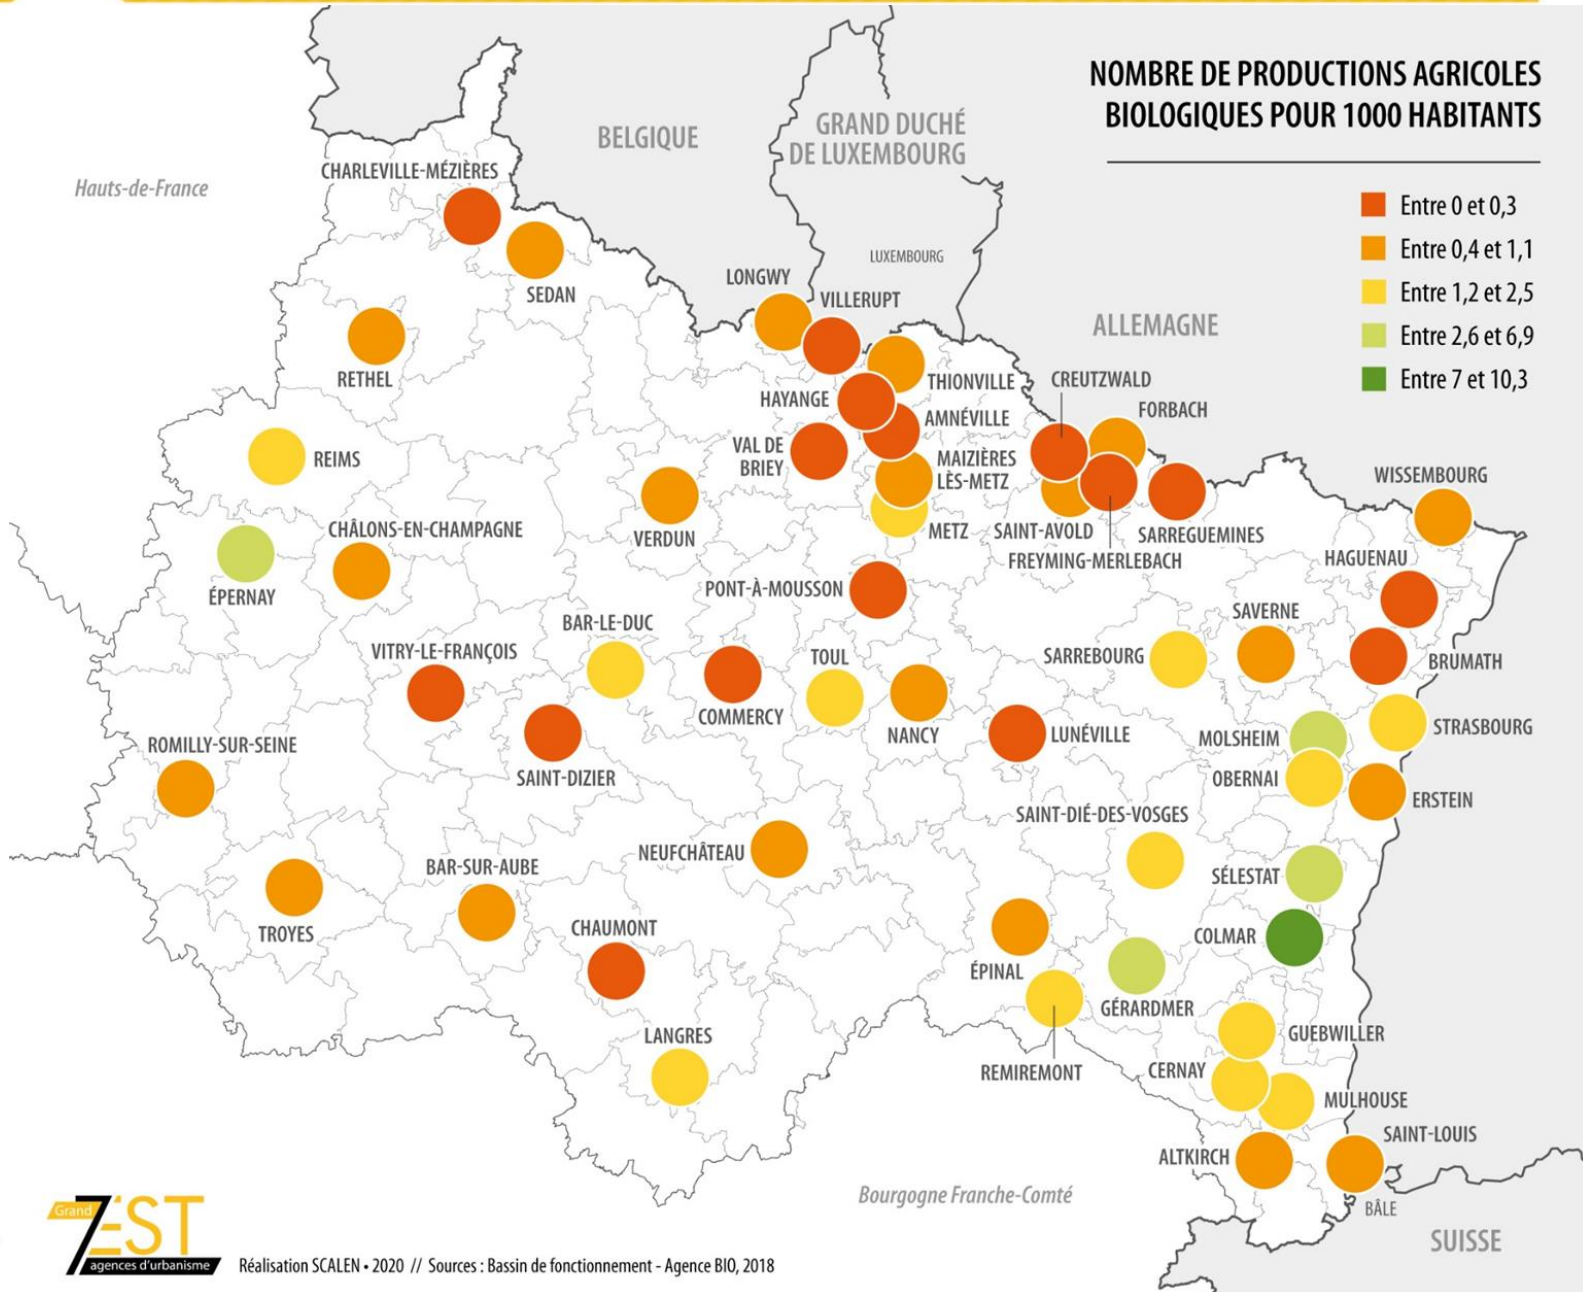 NOMBRE DE PRODUCTIONS AGRICOLES
BIOLOGIQUES POUR 1000 HABITANTS
Entre 0 et 0,3
Entre 0,4 et 1,1
Entre 1,2 et 2,5
Entre 2,6 et 6,9
Entre 7 et 10,3
BELGIQUE
GRAND DUCHÉ
DE LUXEMBOURG
Hauts-de-France
CHARLEVILLE-MÉZIÈRES
LUXEMBOURG
SEDAN
LONGWY
VILLERUPT
ALLEMAGNE
RETHEL
THIONVILLE
CREUTZWALD
HAYANGE
FORBACH
AMNÉVILLE
VAL DE
BRIEY
MAIZIÈRES
LÈS-METZ
REIMS
WISSEMBOURG
CHÂLONS-EN-CHAMPAGNE
VERDUN
METZ
SAINT-AVOLD
SARREGUEMINES
FREYMING-MERLEBACH
HAGUENAU
ÉPERNAY
PONT-À-MOUSSON
BAR-LE-DUC
SAVERNE
VITRY-LE-FRANÇOIS
TOUL
SARREBOURG
BRUMATH
COMMERCY
NANCY
LUNÉVILLE
MOLSHEIM
STRASBOURG
ROMILLY-SUR-SEINE
SAINT-DIZIER
OBERNAI
ERSTEIN
SAINT-DIÉ-DES-VOSGES
NEUFCHÂTEAU
BAR-SUR-AUBE
SÉLESTAT
TROYES
CHAUMONT
COLMAR
ÉPINAL
GÉRARDMER
LANGRES
GUEBWILLER
REMIREMONT
CERNAY
MULHOUSE
SAINT-LOUIS
ALTKIRCH
Bourgogne Franche-Comté
BÂLE
SUISSE
Grand
7EST
agences d'urbanisme
Réalisation SCALEN • 2020 // Sources : Bassin de fonctionnement - Agence BIO, 2018